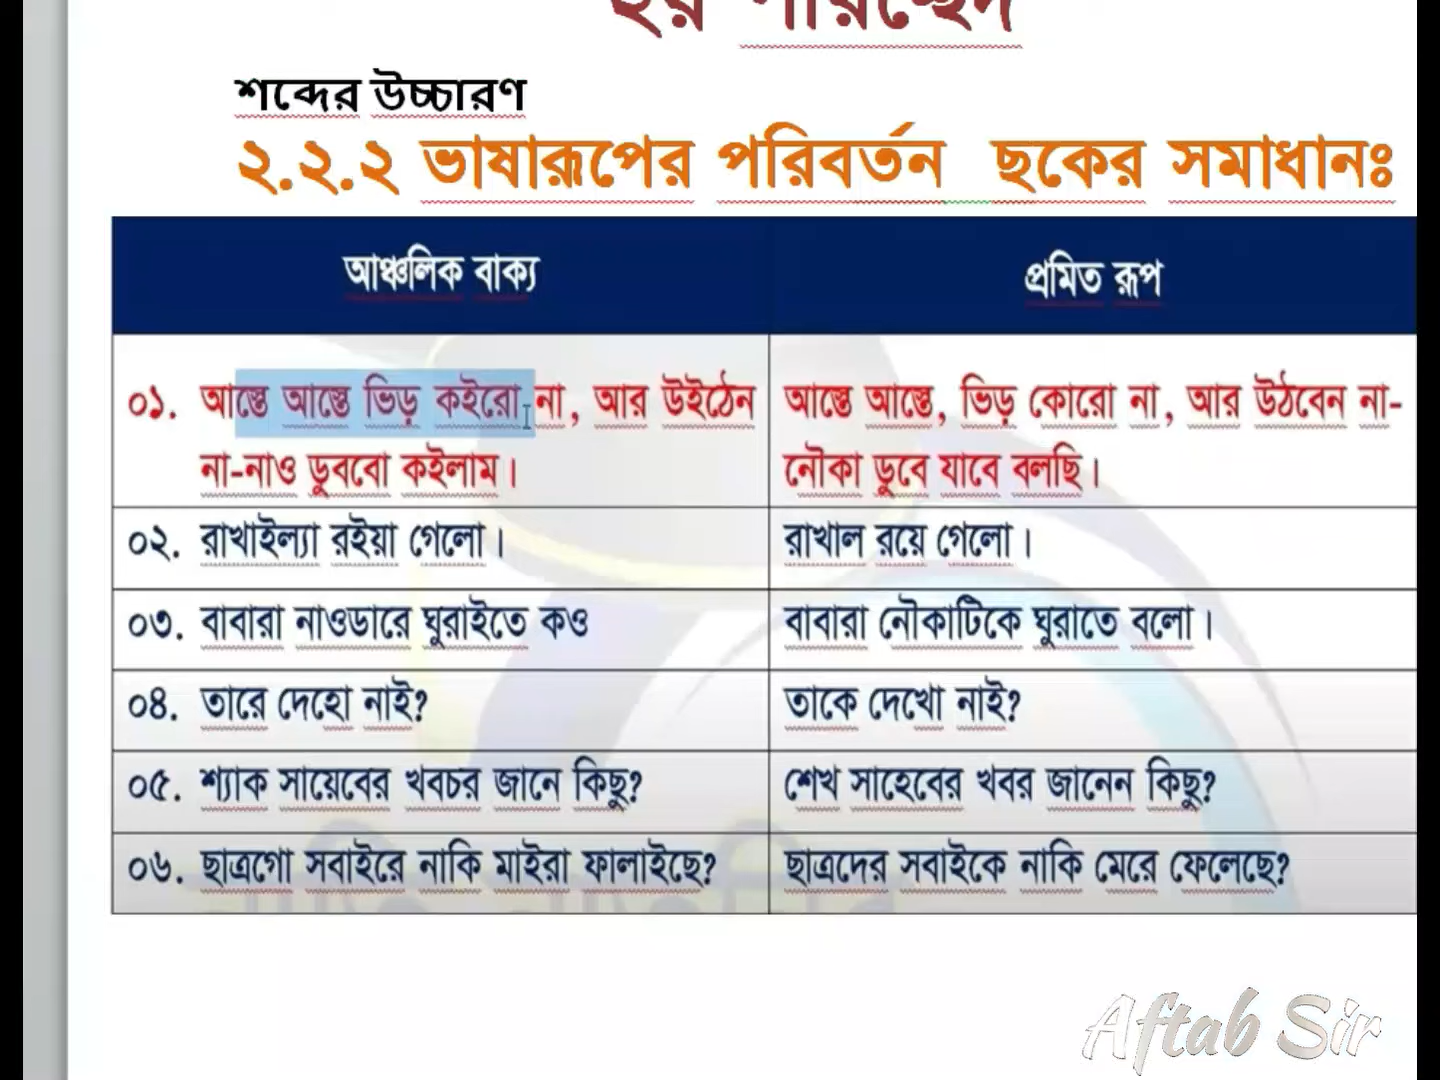 ২য় পরিচ্ছেদ
শব্দের উচ্চারণ
২.২.২ ভাষারূপের পরিবর্তন ছকের সমাধানঃ
আঞ্চলিক বাক্য
প্রমিত রূপ
০১. আস্তে আস্তে ভিড় কইরো না, আর উইঠেন
না-নাও ডুববো কইলাম।
আস্তে আস্তে, ভিড় কোরো না, আর উঠবেন না-
নৌকা ডুবে যাবে বলছি।
০২. রাখাইল্যা রইয়া গেলো।
রাখাল রয়ে গেলো।
০৩. বাবারা নাওডারে ঘুরাইতে কও
বাবারা নৌকাটিকে ঘুরাতে বলো।
০৪. তারে দেহো নাই?
তাকে দেখো নাই?
০৫. শ্যাক সায়েবের খবচর জানে কিছু?
শেখ সাহেবের খবর জানেন কিছু?
০৬. ছাত্রগো সবাইরে নাকি মাইরা ফালাইছে?
ছাত্রদের সবাইকে নাকি মেরে ফেলেছে?
Aftab Sir